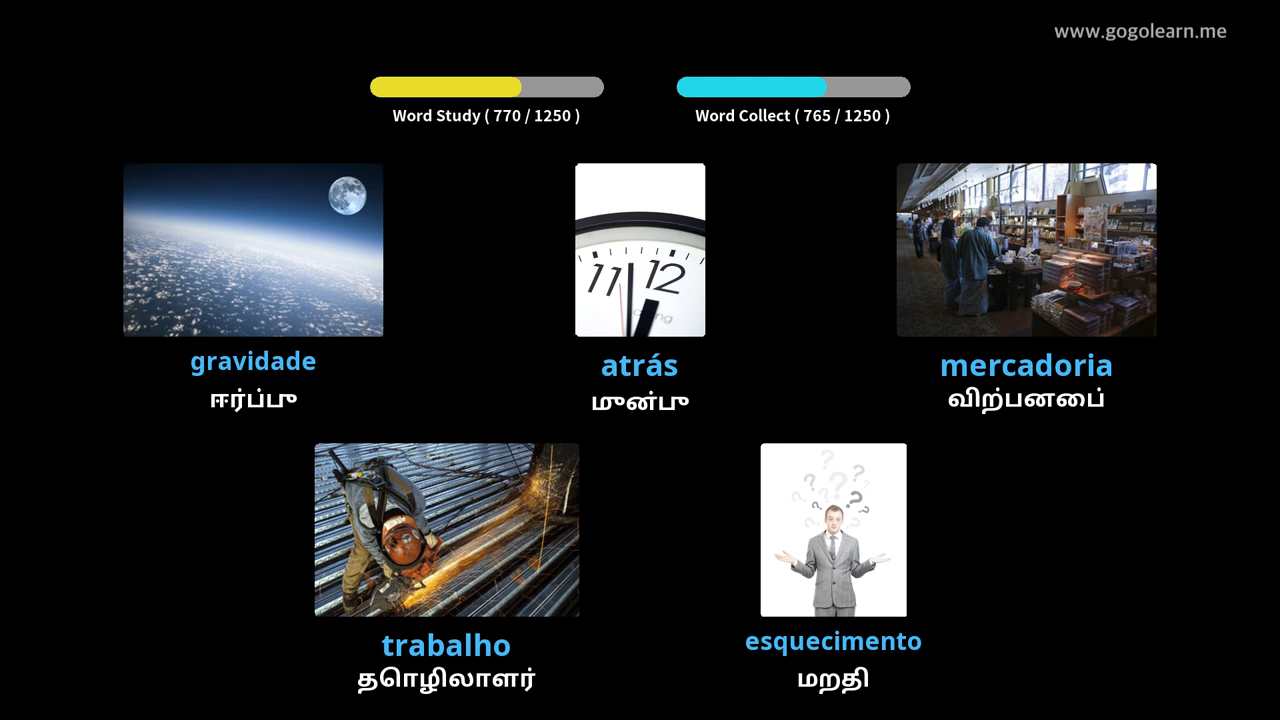 www.gogolearn.me
Word Study ( 770 / 1250 )
Word Collect ( 765 / 1250 )
gravidade
ஈர்ப்பு
atrás
முன்பு
mercadoria
விற்பனைப்
trabalho
தொழிலாளர்
esquecimento
மறதி